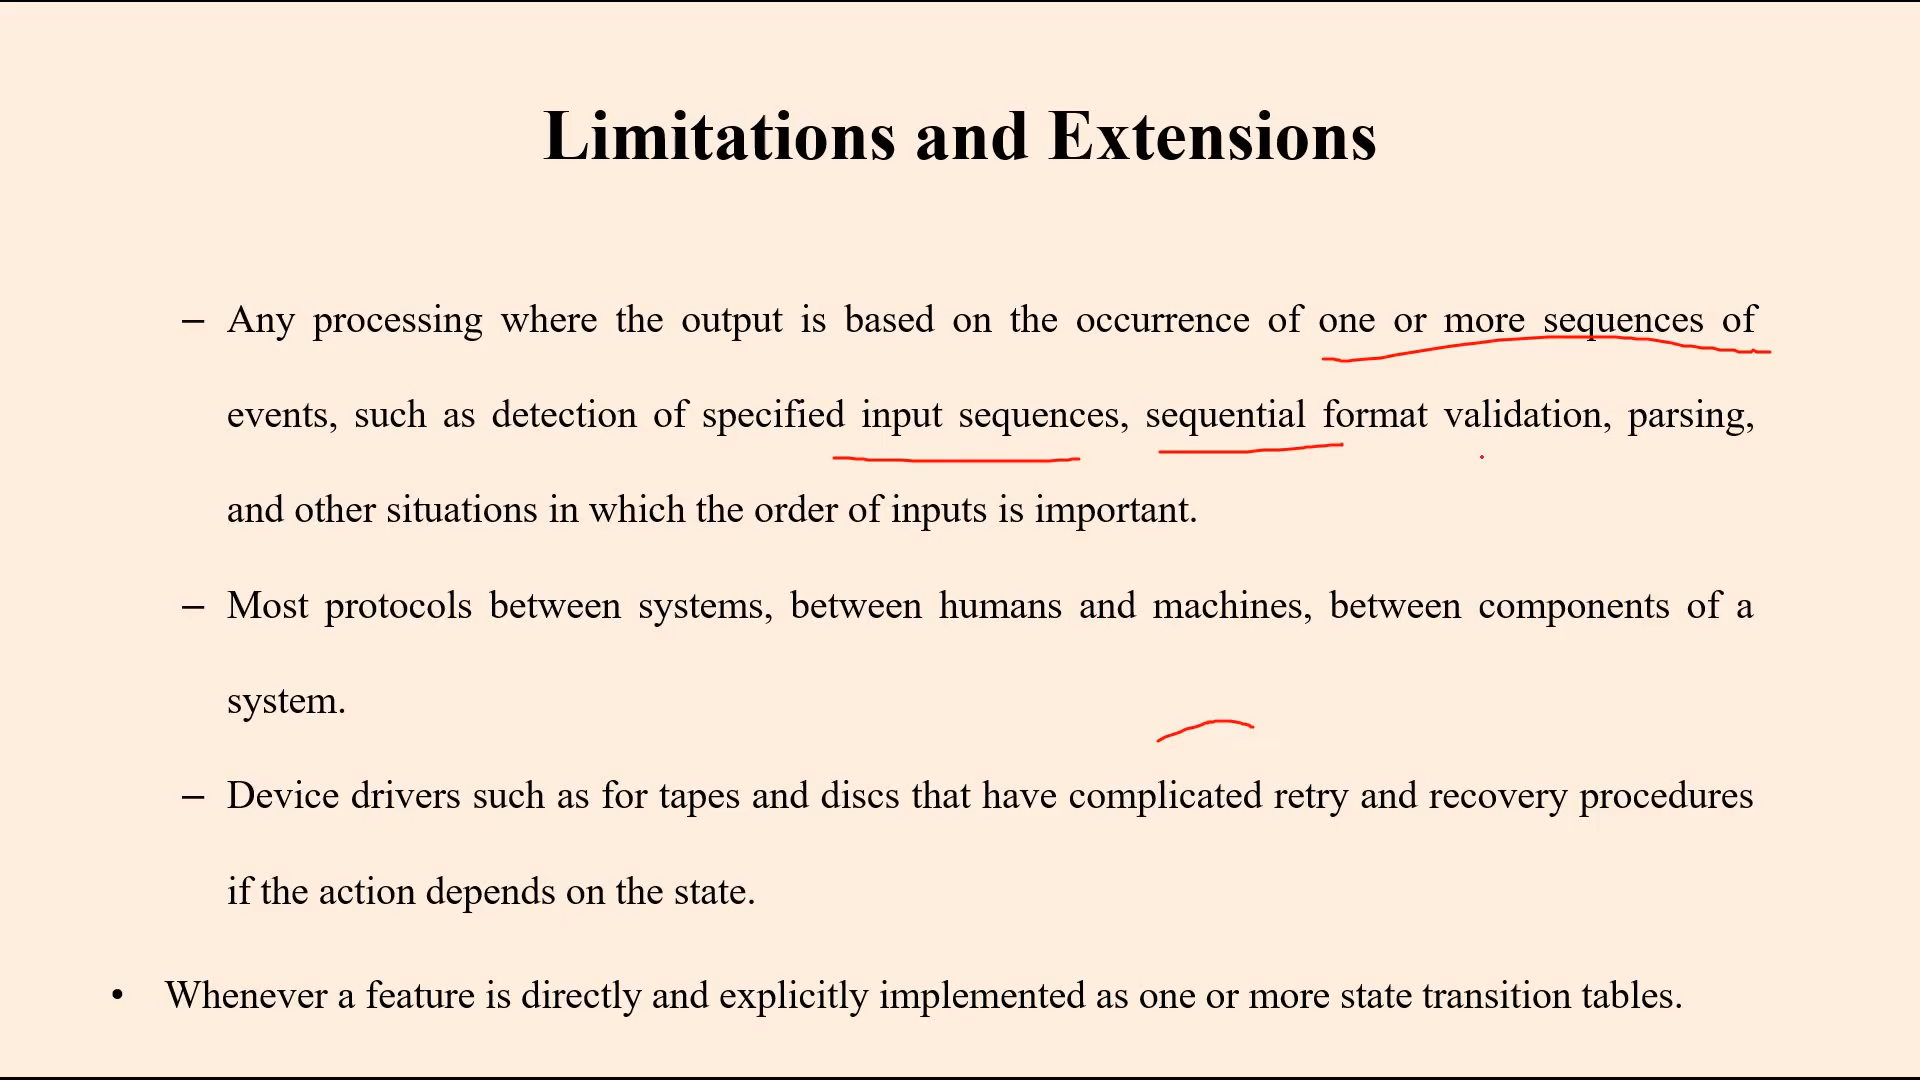 Limitations and Extensions
– Any processing where the output is based on the occurrence of one or more sequences of
events, such as detection of specified input sequences, sequential format validation, parsing,
and other situations in which the order of inputs is important.
– Most protocols between systems, between humans and machines, between components of a
system.
– Device drivers such as for tapes and discs that have complicated retry and recovery procedures
if the action depends on the state.
• Whenever a feature is directly and explicitly implemented as one or more state transition tables.